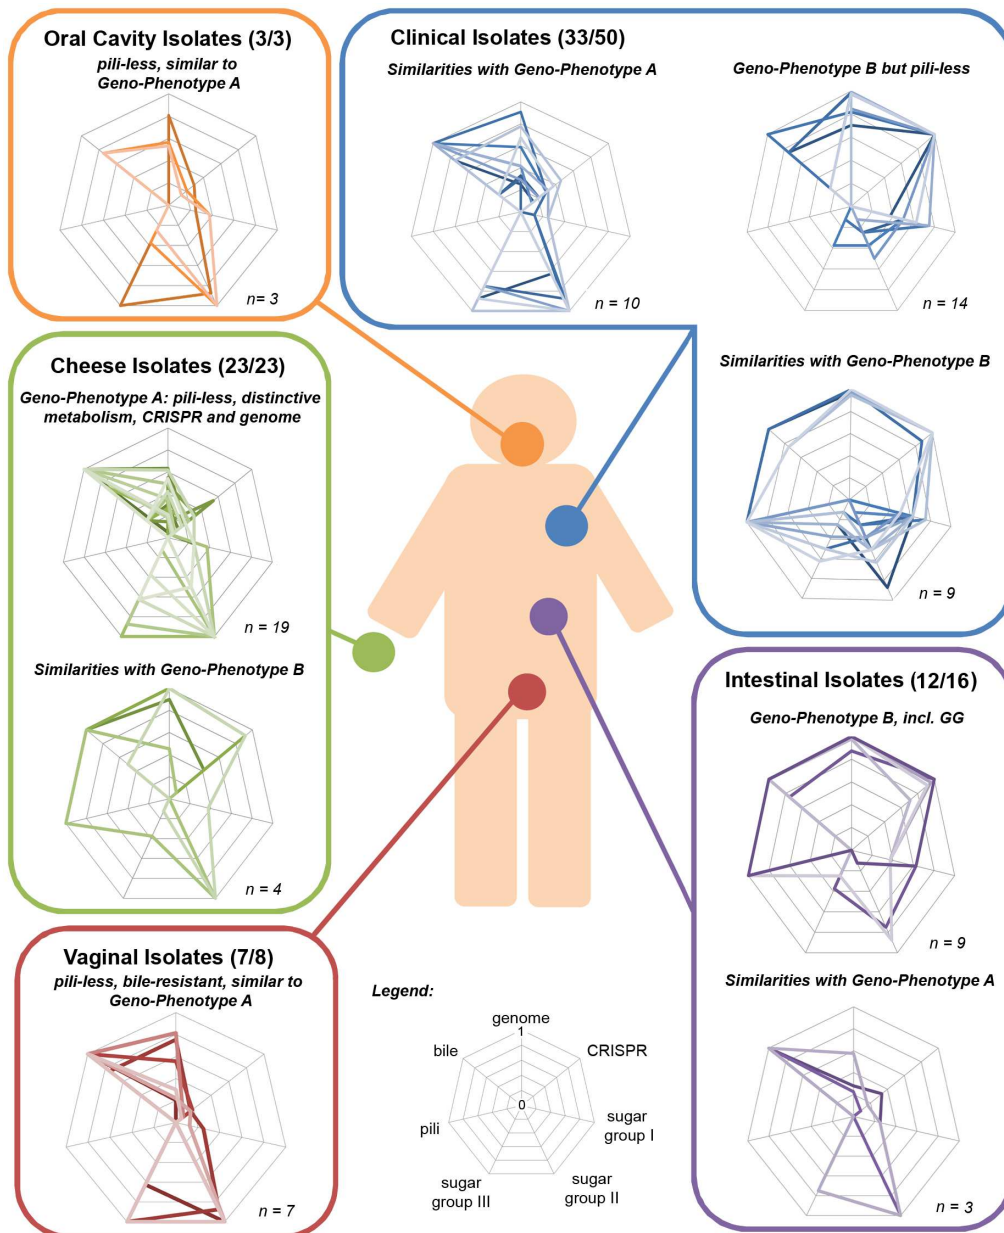 Oral Cavity Isolates (3/3)
pili-less, similar to
Geno-Phenotype A
n= 3
Clinical Isolates (33/50)
Similarities with Geno-Phenotype A
n = 10
Geno-Phenotype B but pili-less
n = 14
Similarities with Geno-Phenotype B
n = 9
Cheese Isolates (23/23)
Geno-Phenotype A: pili-less, distinctive
metabolism, CRISPR and genome
n = 19
Similarities with Geno-Phenotype B
n = 4
Intestinal Isolates (12/16)
Geno-Phenotype B, incl. GG
n = 9
Similarities with Geno-Phenotype A
n = 3
Vaginal Isolates (7/8)
pili-less, bile-resistant, similar to
Geno-Phenotype A
n = 7
Legend:
genome
1
bile
CRISPR
0
pili
sugar
group I
sugar
group III
sugar
group II